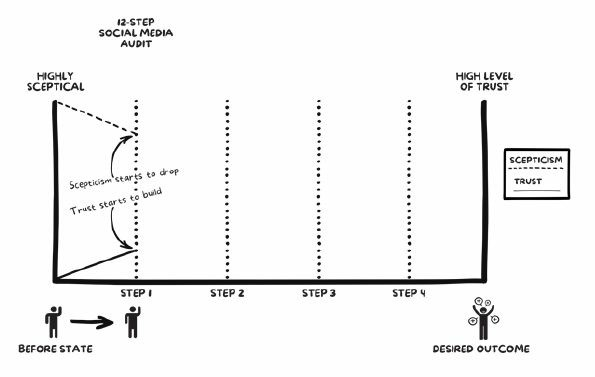 12-STEP
SOCIAL MEDIA
AUDIT
HIGHLY
SCEPTICAL
HIGH LEVEL
OF TRUST
SCEPTICISM
TRUST
Scepticism starts to drop
Trust starts to build
STEP 1
STEP 2
STEP 3
STEP 4
BEFORE STATE
DESIRED OUTCOME